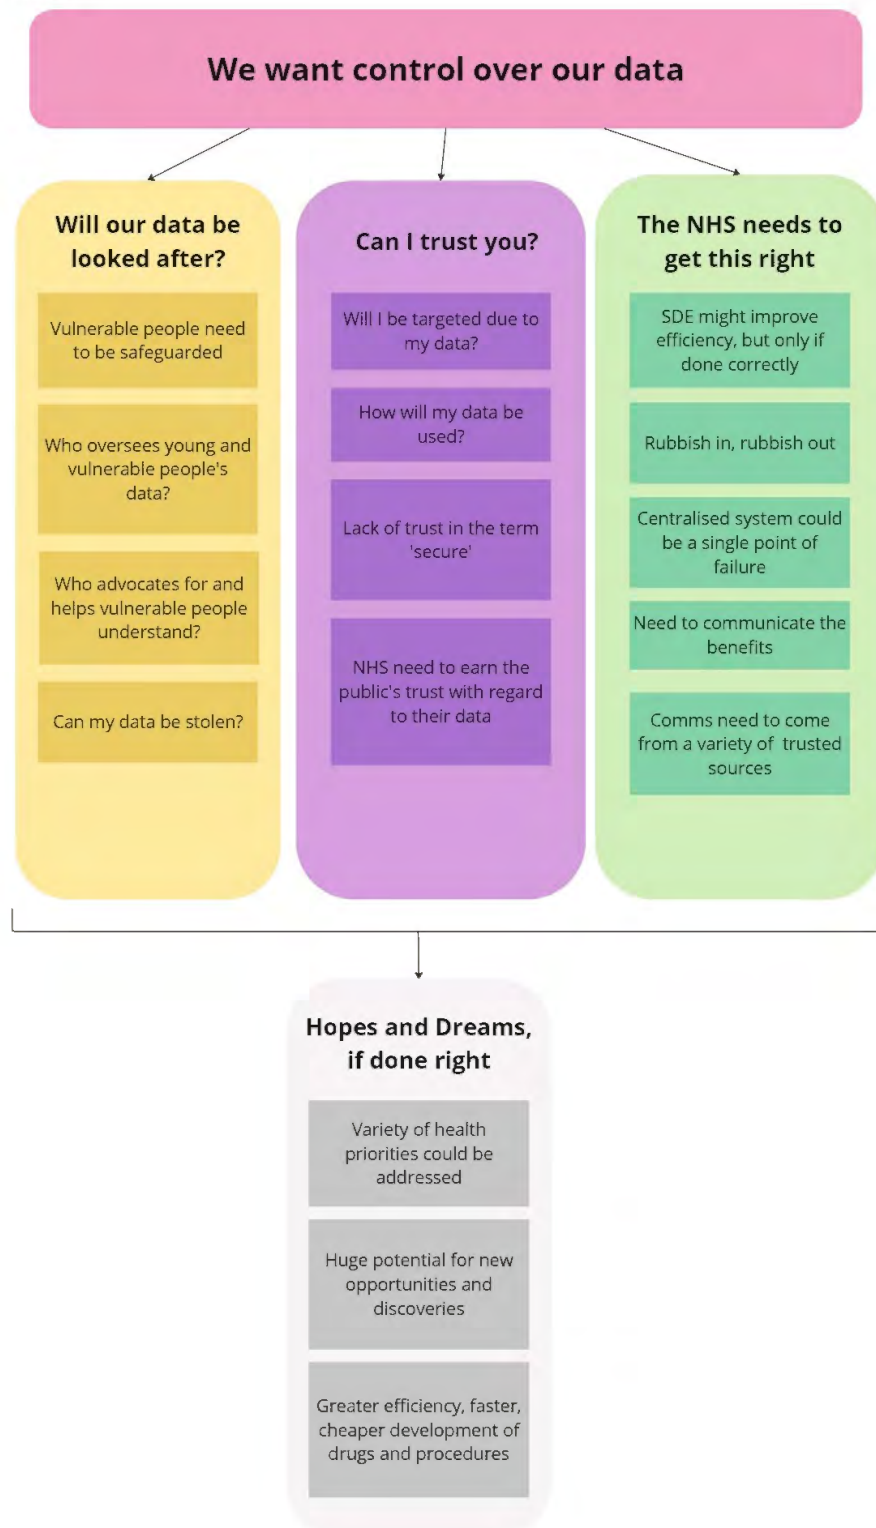 We want control over our data
Will our data be
looked after?
Vulnerable people need
to be safeguarded
Who oversees young and
vulnerable people's
data?
Who advocates for and
helps vulnerable people
understand?
Can my data be stolen?
Can I trust you?
Will I be targeted due to
my data?
How will my data be
used?
Lack of trust in the term
'secure'
NHS need to earn the
public's trust with regard
to their data
The NHS needs to
get this right
SDE might improve
efficiency, but only if
done correctly
Rubbish in, rubbish out
Centralised system could
be a single point of
failure
Need to communicate the
benefits
Comms need to come
from a variety of trusted
sources
Hopes and Dreams,
if done right
Variety of health
priorities could be
addressed
Huge potential for new
opportunities and
discoveries
Greater efficiency, faster,
cheaper development of
drugs and procedures